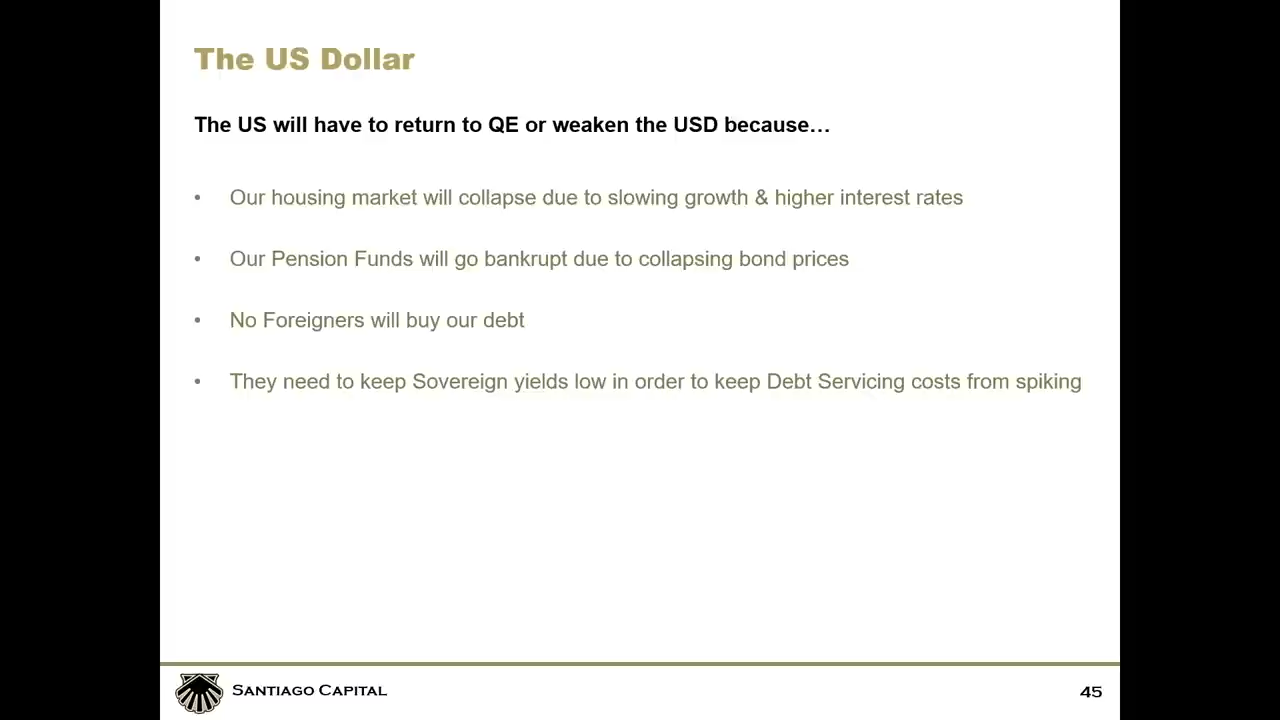 The US Dollar
The US will have to return to QE or weaken the USD because…
• Our housing market will collapse due to slowing growth & higher interest rates
• Our Pension Funds will go bankrupt due to collapsing bond prices
• No Foreigners will buy our debt
• They need to keep Sovereign yields low in order to keep Debt Servicing costs from spiking
SANTIAGO CAPITAL
45